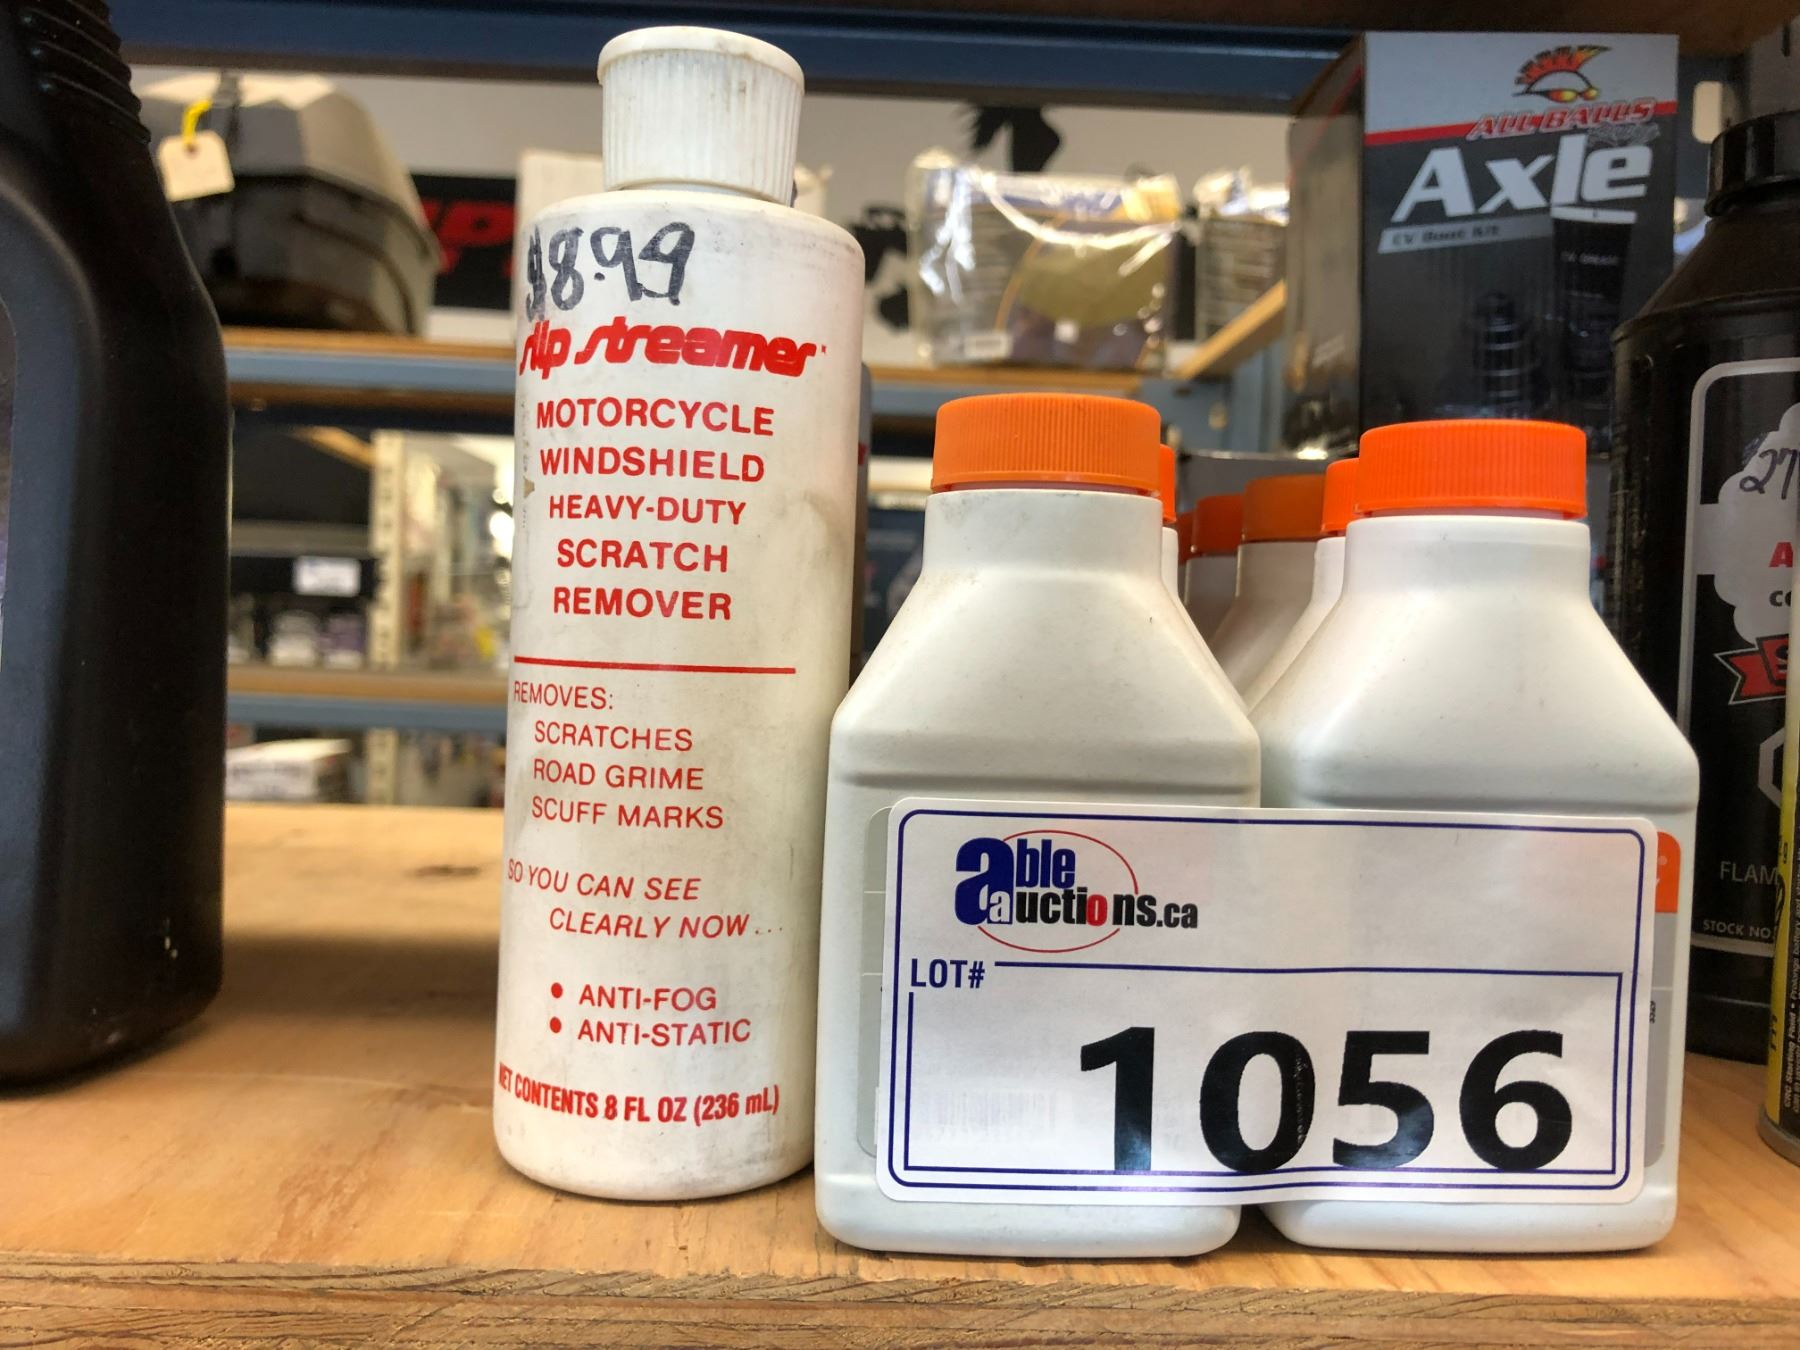 $8.99
slip streamer
MOTORCYCLE
WINDSHIELD
HEAVY-DUTY
SCRATCH
REMOVER
REMOVES:
SCRATCHES
ROAD GRIME
SCUFF MARKS
SO YOU CAN SEE
CLEARLY NOW...
• ANTI-FOG
• ANTI-STATIC
NET CONTENTS 8 FL OZ (236 mL)
able
auctions.ca
LOT#
1056
ALL BALLS
Axle
CV Boot Kit
27
FLAM
STOCK NO